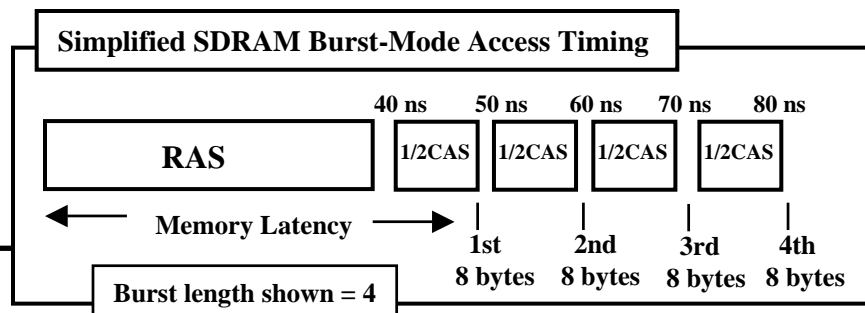 Simplified SDRAM Burst-Mode Access Timing
40 ns 50 ns 60 ns 70 ns 80 ns
RAS 1/2CAS 1/2CAS 1/2CAS 1/2CAS
Memory Latency
1st 2nd 3rd 4th
8 bytes 8 bytes 8 bytes 8 bytes
Burst length shown = 4